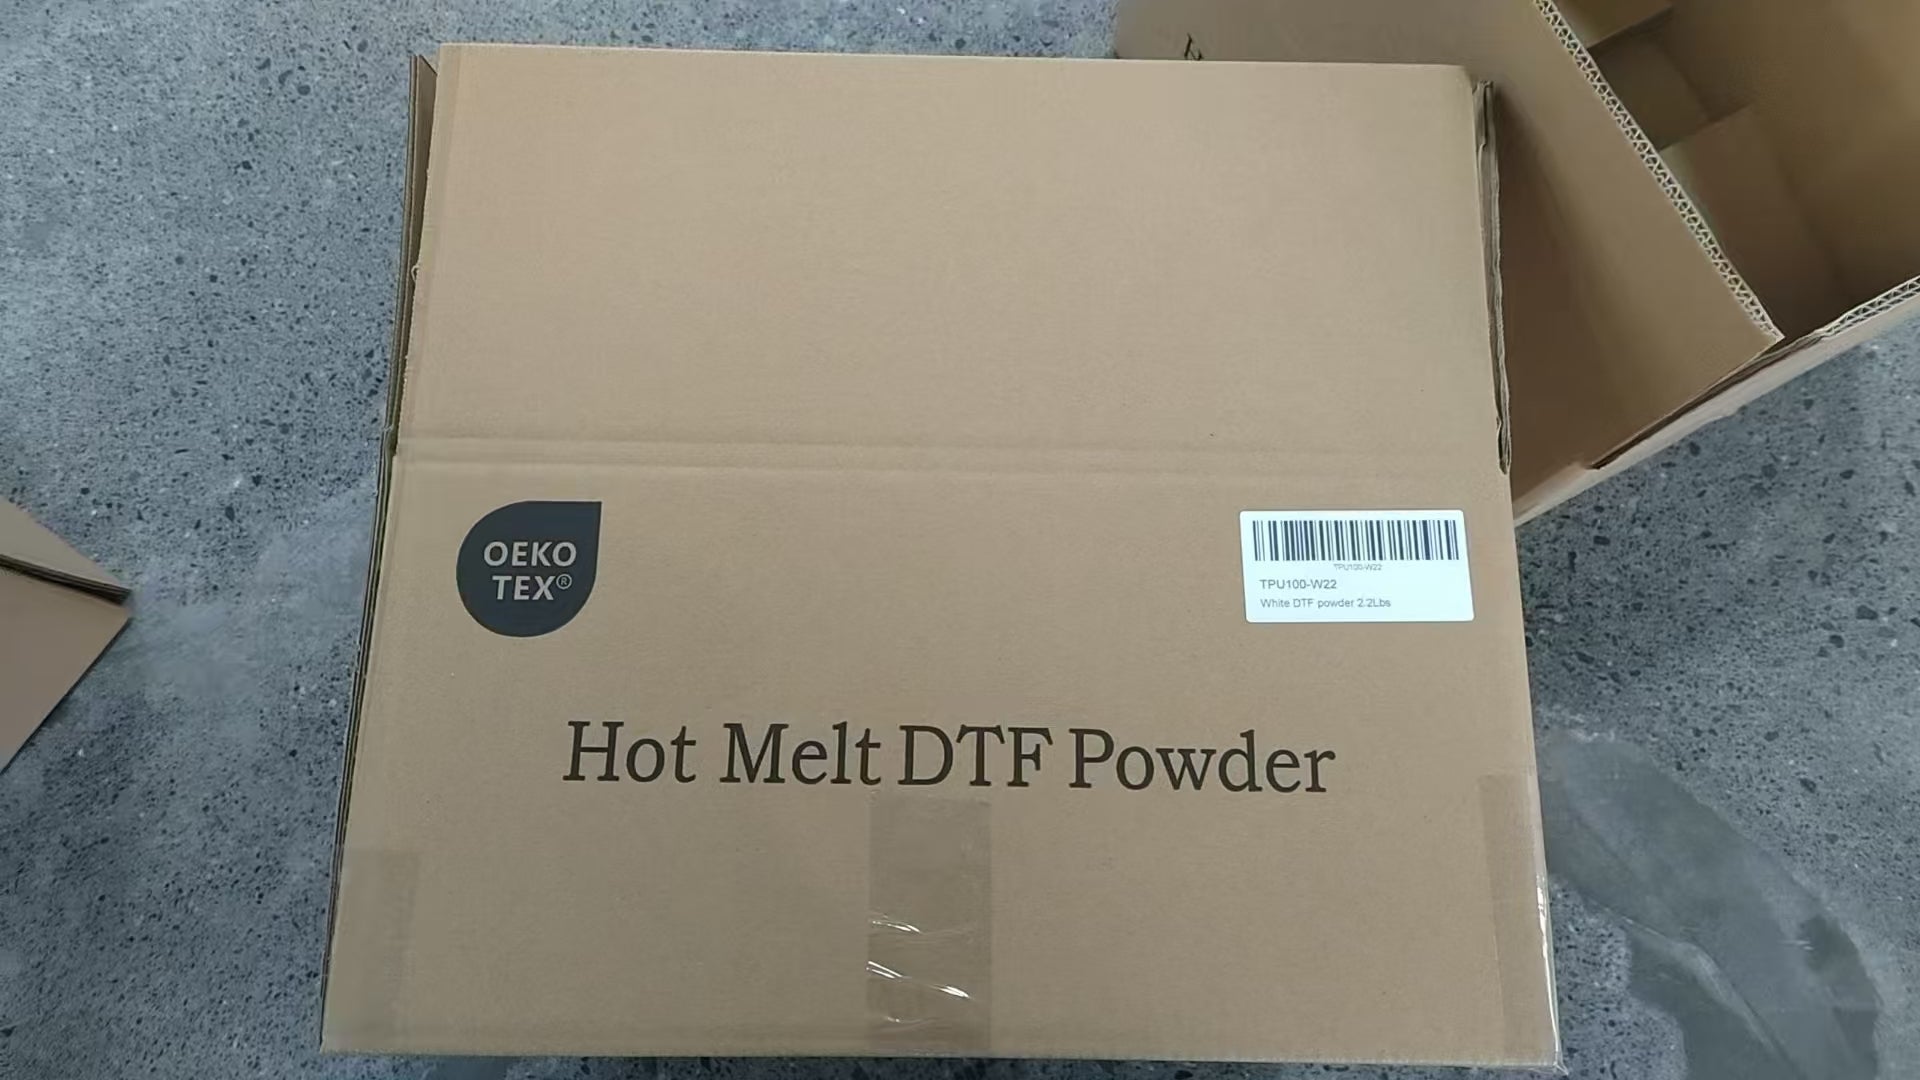 OEKO
TEX®
TPU100-W22
TPU100-W22
White DTF powder 2.2Lbs
Hot Melt DTF Powder